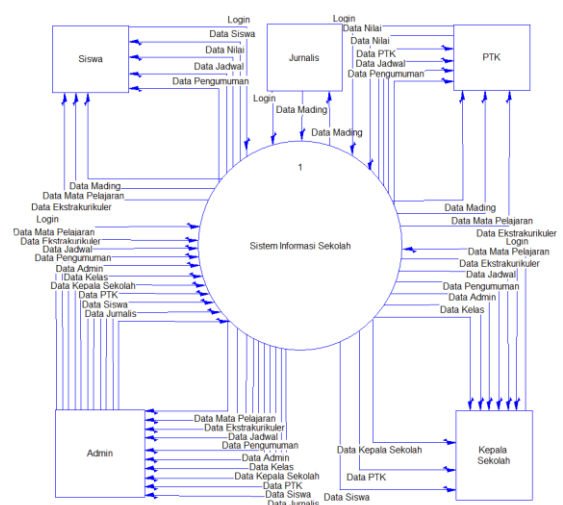 Login
Data Siswa
Data Nilai
Data Jadwal
Data Pengumuman
Siswa
Jurnalis
Login
Data Mading
Data Mading
Login
Data Nilai
Data Nilai
Data PTK
Data Jadwal
Data Pengumuman
PTK
1
Sistem Informasi Sekolah
Data Mading
Data Mata Pelajaran
Data Ekstrakurikuler
Login
Data Mata Pelajaran
Data Ekstrakurikuler
Data Jadwal
Data Pengumuman
Data Admin
Data Kelas
Data Kepala Sekolah
Data PTK
Data Siswa
Data Jurnalis
Data Mading
Data Mata Pelajaran
Data Ekstrakurikuler
Login
Data Mata Pelajaran
Data Ekstrakurikuler
Data Jadwal
Data Pengumuman
Data Admin
Data Kelas
Admin
Data Mata Pelajaran
Data Ekstrakurikuler
Data Jadwal
Data Pengumuman
Data Admin
Data Kelas
Data Kepala Sekolah
Data PTK
Data Siswa
Data Jurnalis
Data Kepala Sekolah
Data PTK
Data Siswa
Kepala
Sekolah